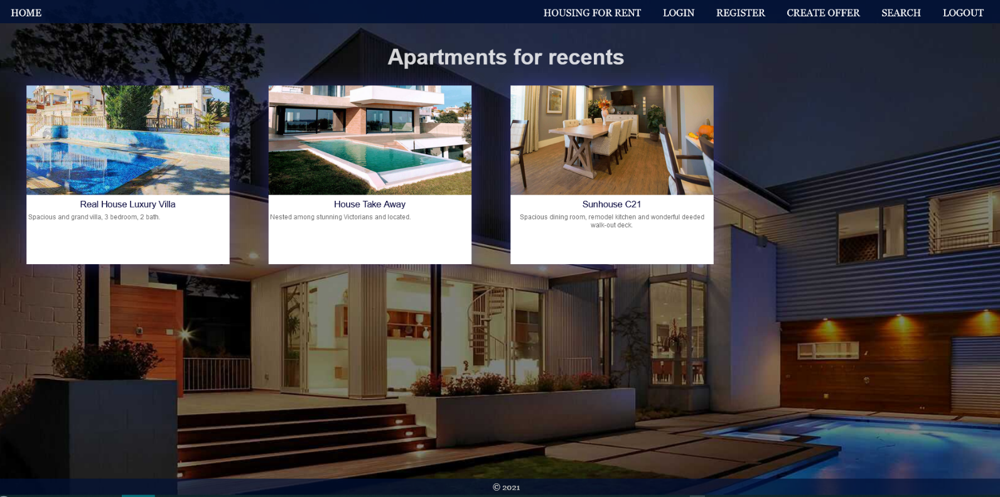 HOME HOUSING FOR RENT LOGIN REGISTER CREATE OFFER SEARCH LOGOUT
Apartments for recents
Real House Luxury Villa
Spacious and grand villa, 3 bedroom, 2 bath.
House Take Away
Nested among stunning Victorians and located.
Sunhouse C21
Spacious dining room, remodel kitchen and wonderful deeded
walk-out deck.
© 2021